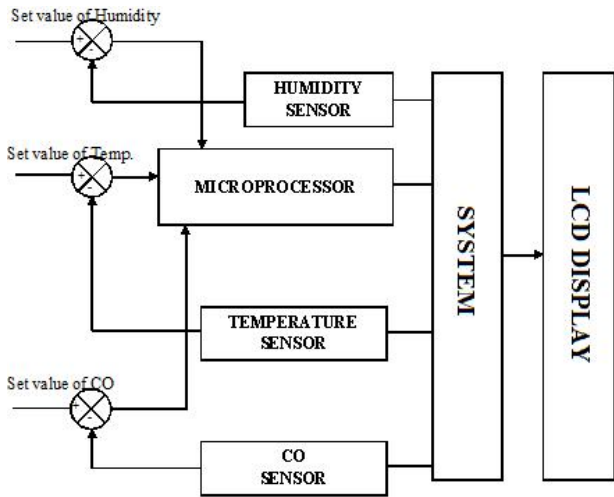 Set value of Humidity
+
-
HUMIDITY
SENSOR
Set value of Temp.
+
-
MICROPROCESSOR
SYSTEM
LCD DISPLAY
TEMPERATURE
SENSOR
Set value of CO
+
-
CO
SENSOR